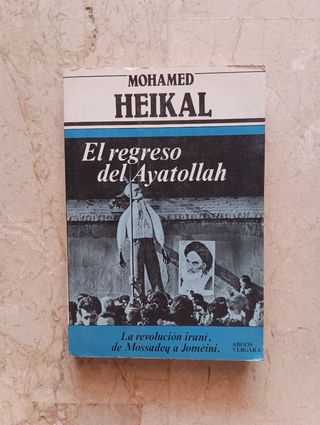 MOHAMED
HEIKAL
El regreso
del Ayatollah
La revolución iraní,
de Mossadeq a Jomeini.
ARGOS
VERGARA